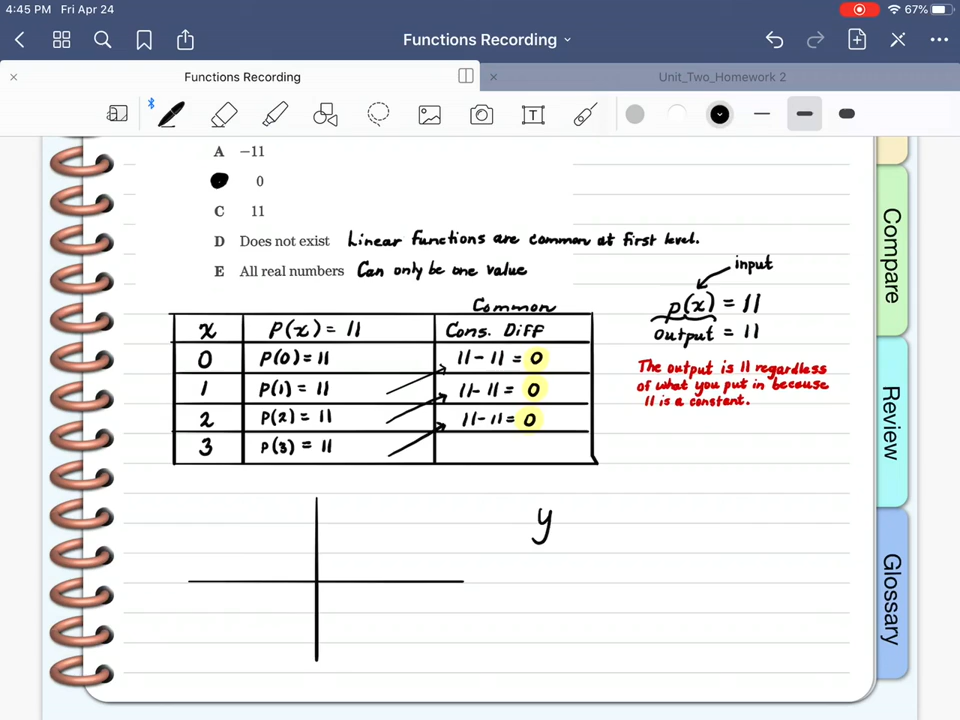 4:45 PM Fri Apr 24
67%
Functions Recording
Functions Recording
Unit_Two_Homework 2
T
A −11
0
C 11
D Does not exist Linear functions are common at first level.
E All real numbers Can only be one value
input
Common
x P(x) = 11 Cons. Diff
p(x) = 11
output = 11
0 P(0) = 11 11 - 11 = 0
1 P(1) = 11 11 - 11 = 0
2 P(2) = 11 11 - 11 = 0
3 P(3) = 11
The output is 11 regardless
of what you put in because
11 is a constant.
y
Compare
Review
Glossary